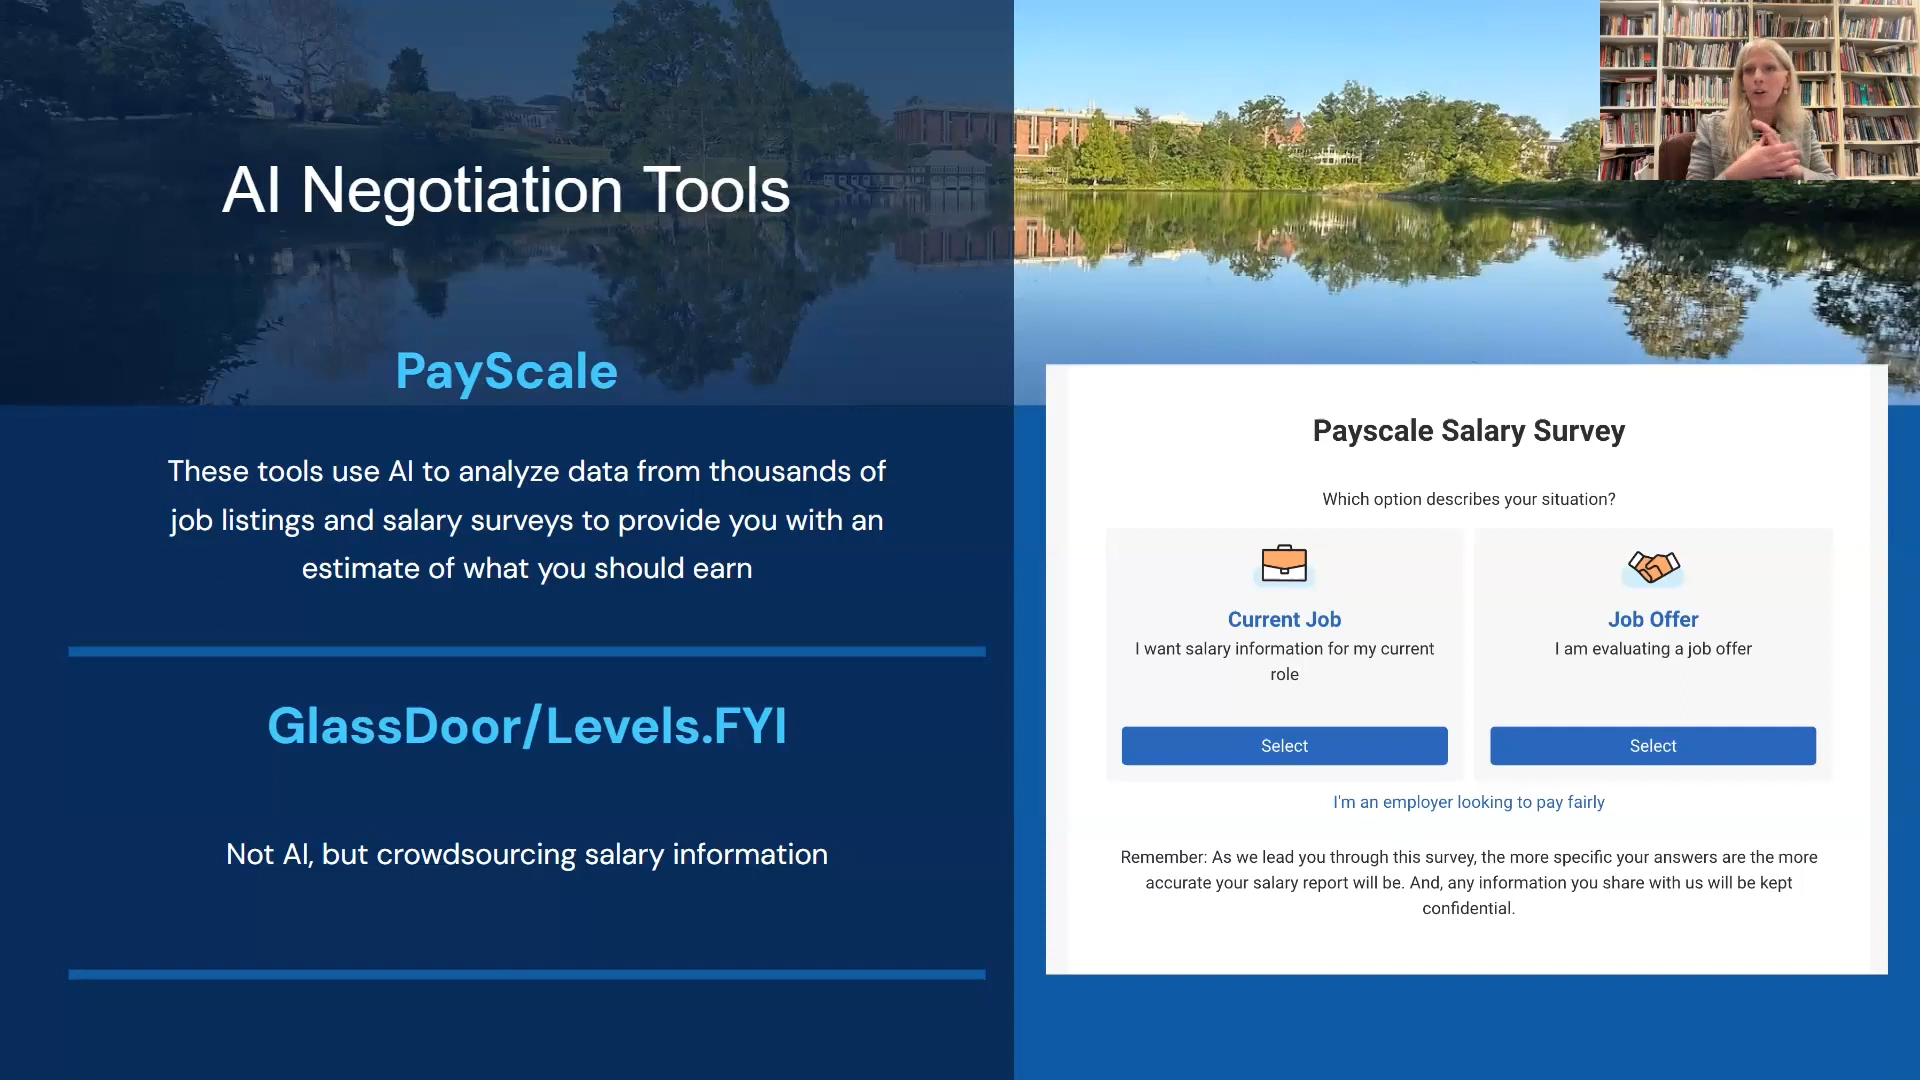 AI Negotiation Tools
PayScale
These tools use AI to analyze data from thousands of
job listings and salary surveys to provide you with an
estimate of what you should earn
GlassDoor/Levels.FYI
Not AI, but crowdsourcing salary information
Payscale Salary Survey
Which option describes your situation?
Current Job
I want salary information for my current
role
Select
Job Offer
I am evaluating a job offer
Select
I'm an employer looking to pay fairly
Remember: As we lead you through this survey, the more specific your answers are the more
accurate your salary report will be. And, any information you share with us will be kept
confidential.